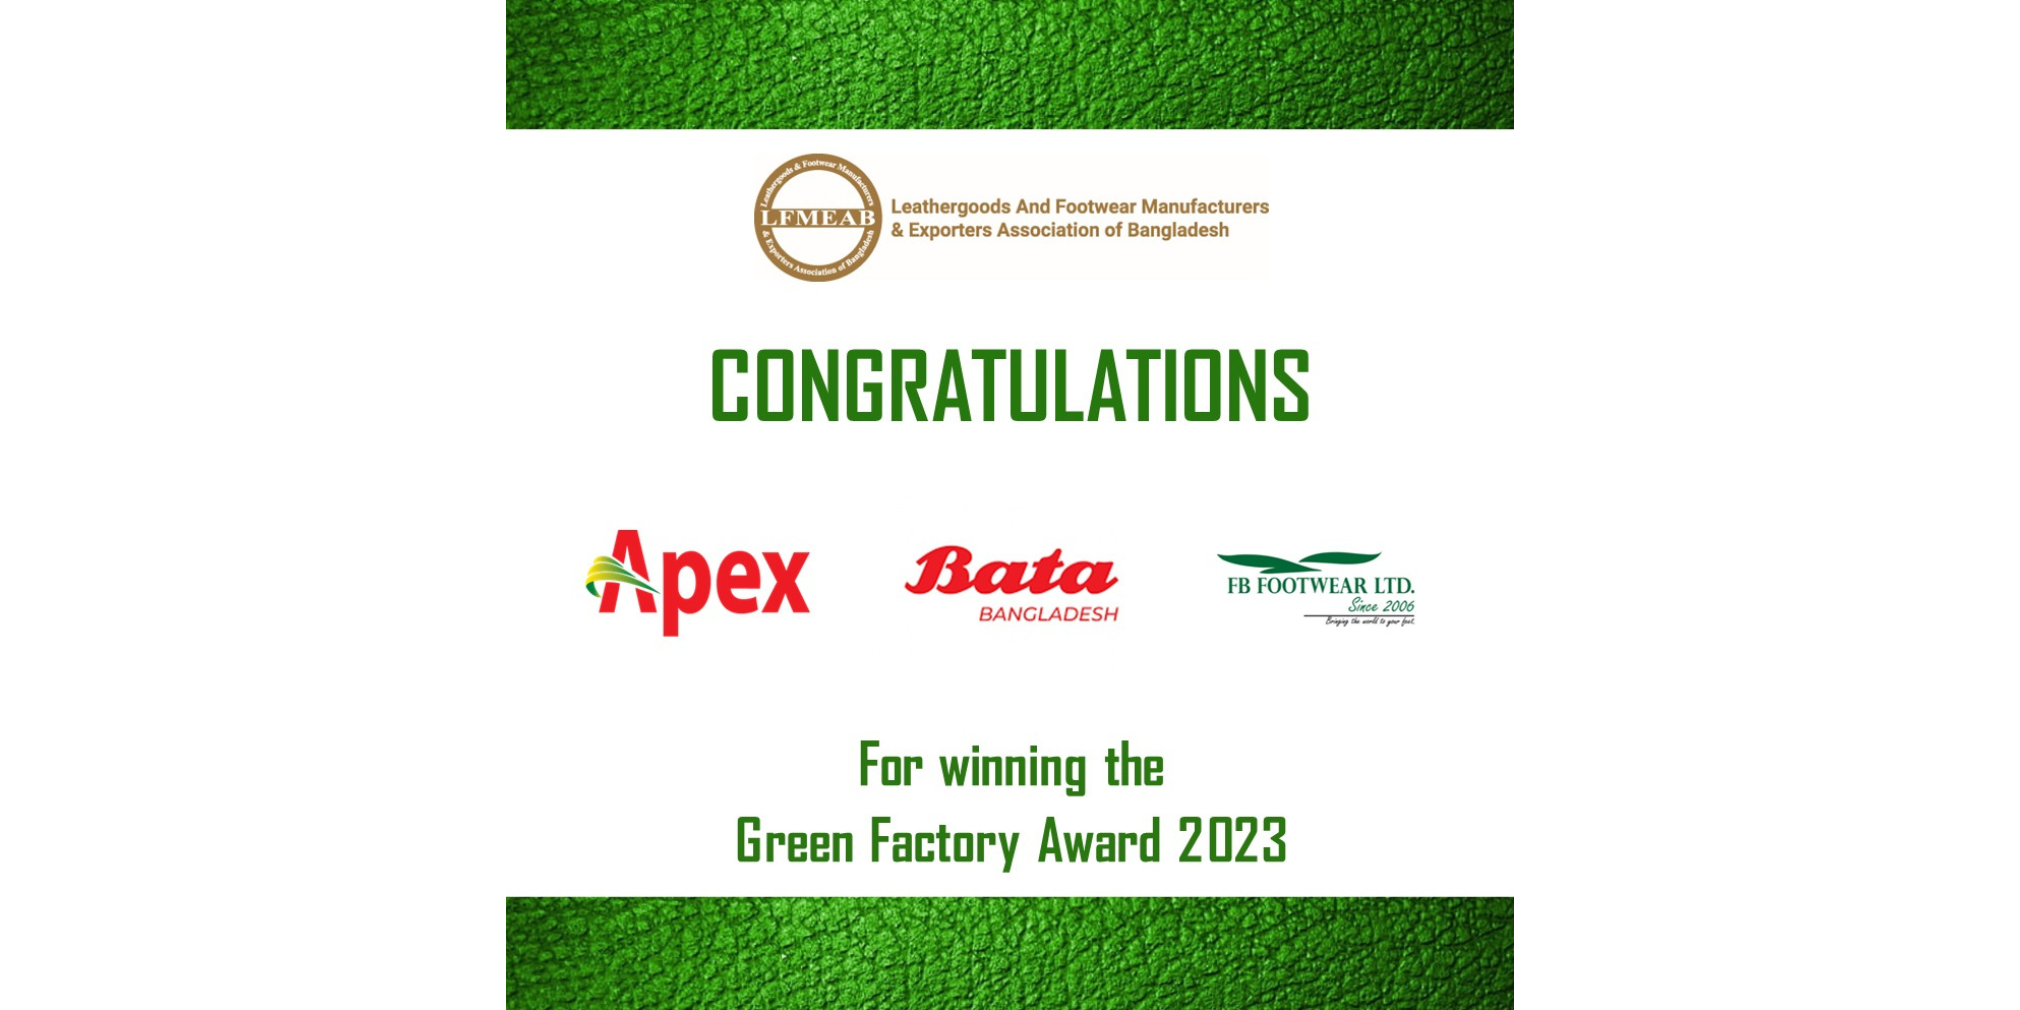 Leathergoods & Footwear Manufacturers
LFMEAB
& Exporters Association of Bangladesh
Leathergoods And Footwear Manufacturers
& Exporters Association of Bangladesh
CONGRATULATIONS
Apex
Bata
BANGLADESH
FB FOOTWEAR LTD.
Since 2006
Bringing the world to your feet.
For winning the
Green Factory Award 2023